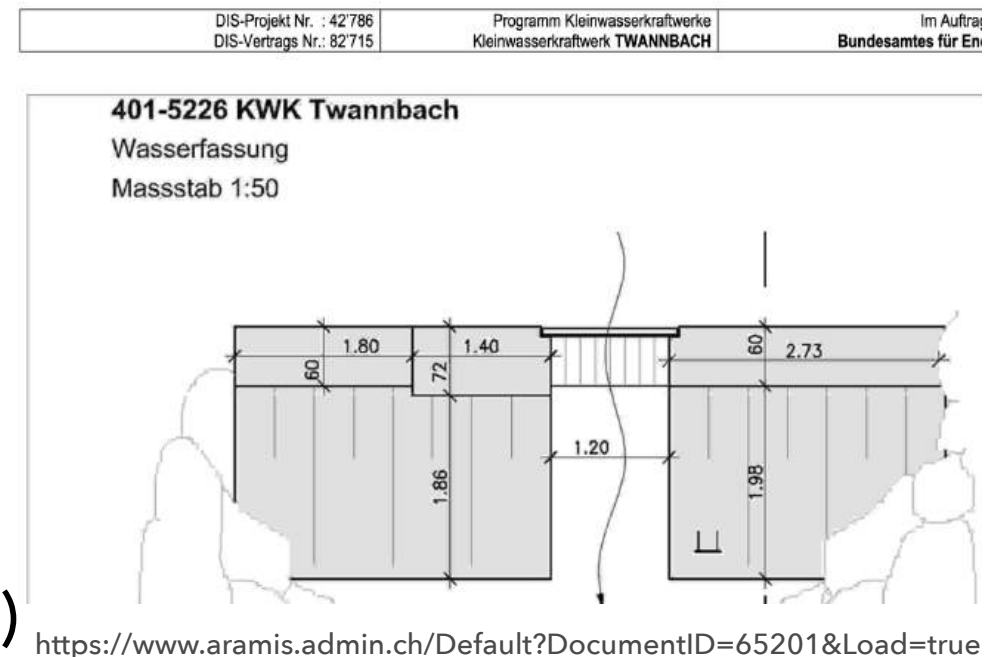 DIS-Projekt Nr. : 42'786
DIS-Vertrags Nr.: 82'715
Programm Kleinwasserkraftwerke
Kleinwasserkraftwerk TWANNBACH
Im Auftrag
Bundesamtes für Ene
401-5226 KWK Twannbach
Wasserfassung
Massstab 1:50
1.80
1.40
60
2.73
60
72
1.20
1.86
1.98
)
https://www.aramis.admin.ch/Default?DocumentID=65201&Load=true